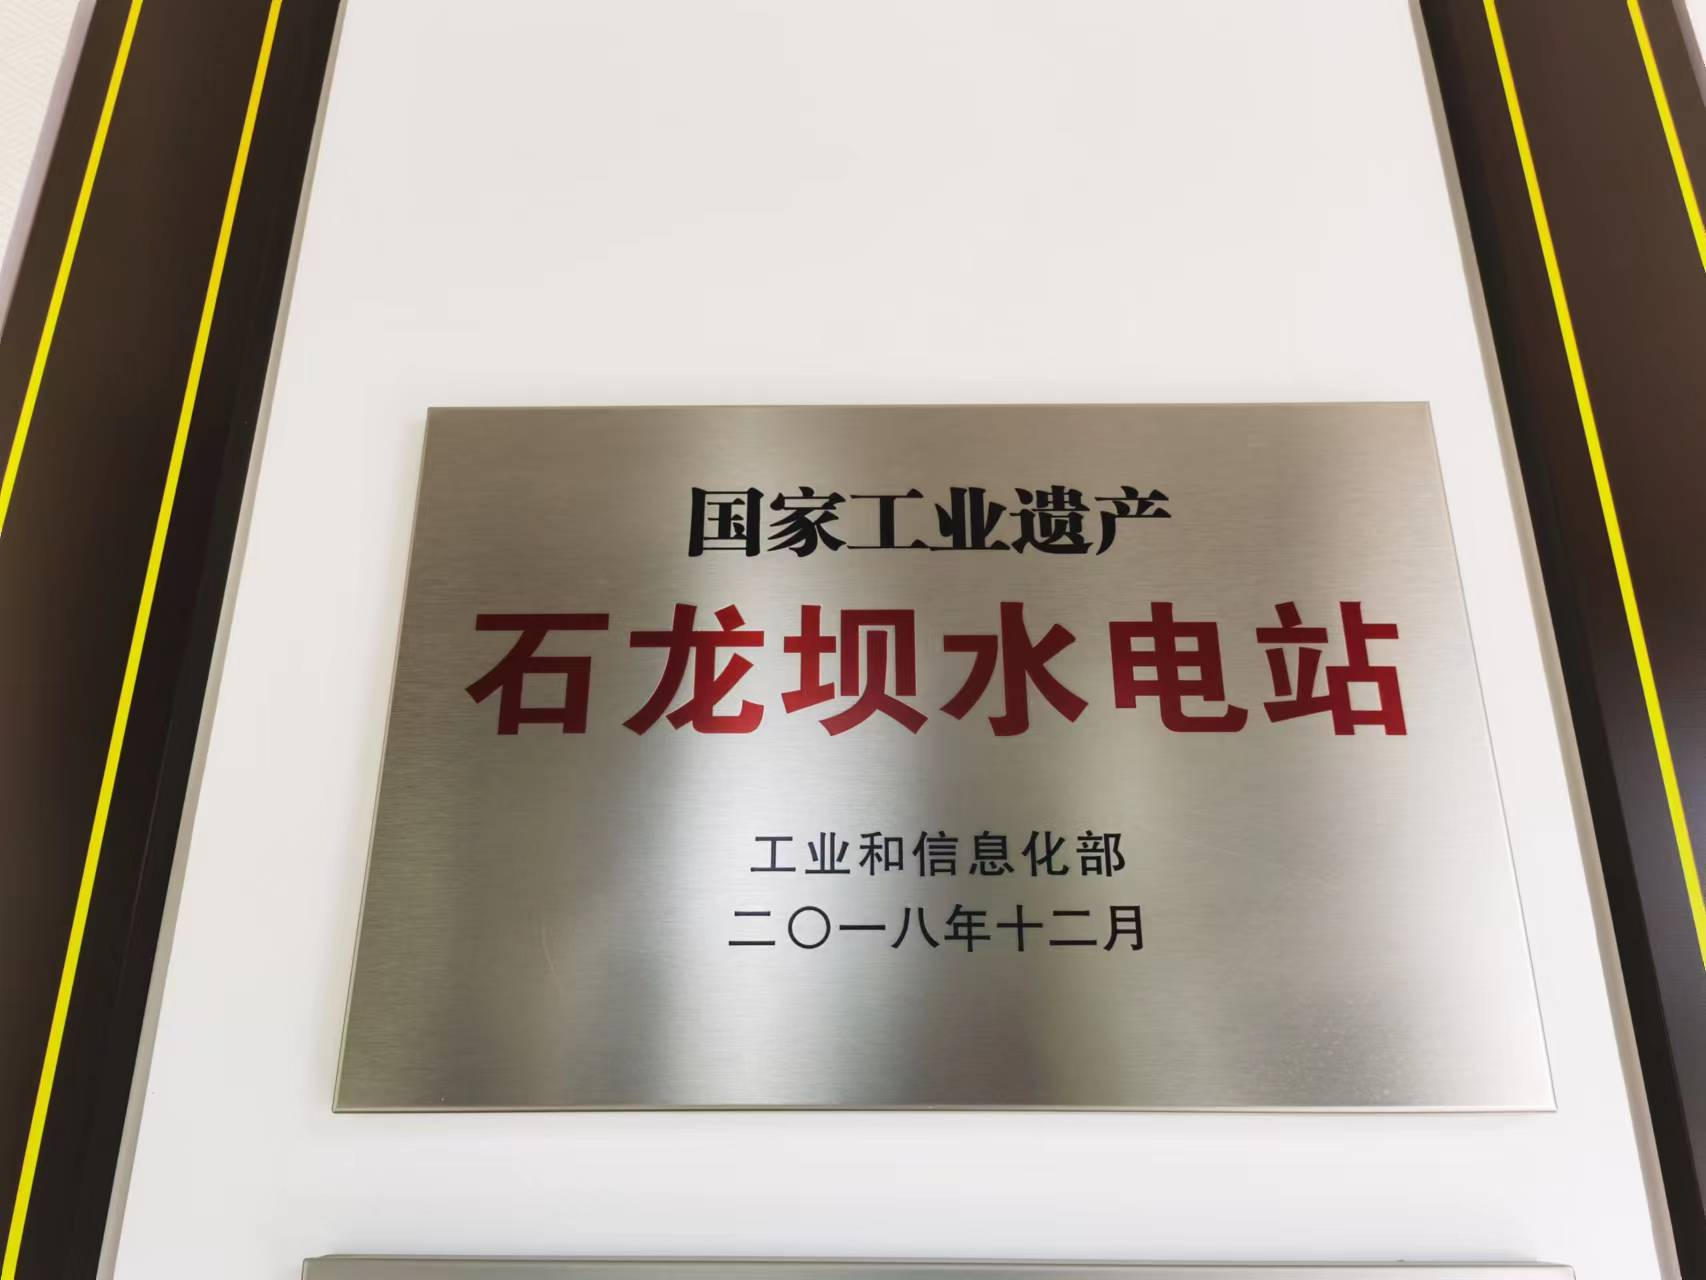 国家工业遗产
石龙坝水电站
工业和信息化部
二〇一八年十二月